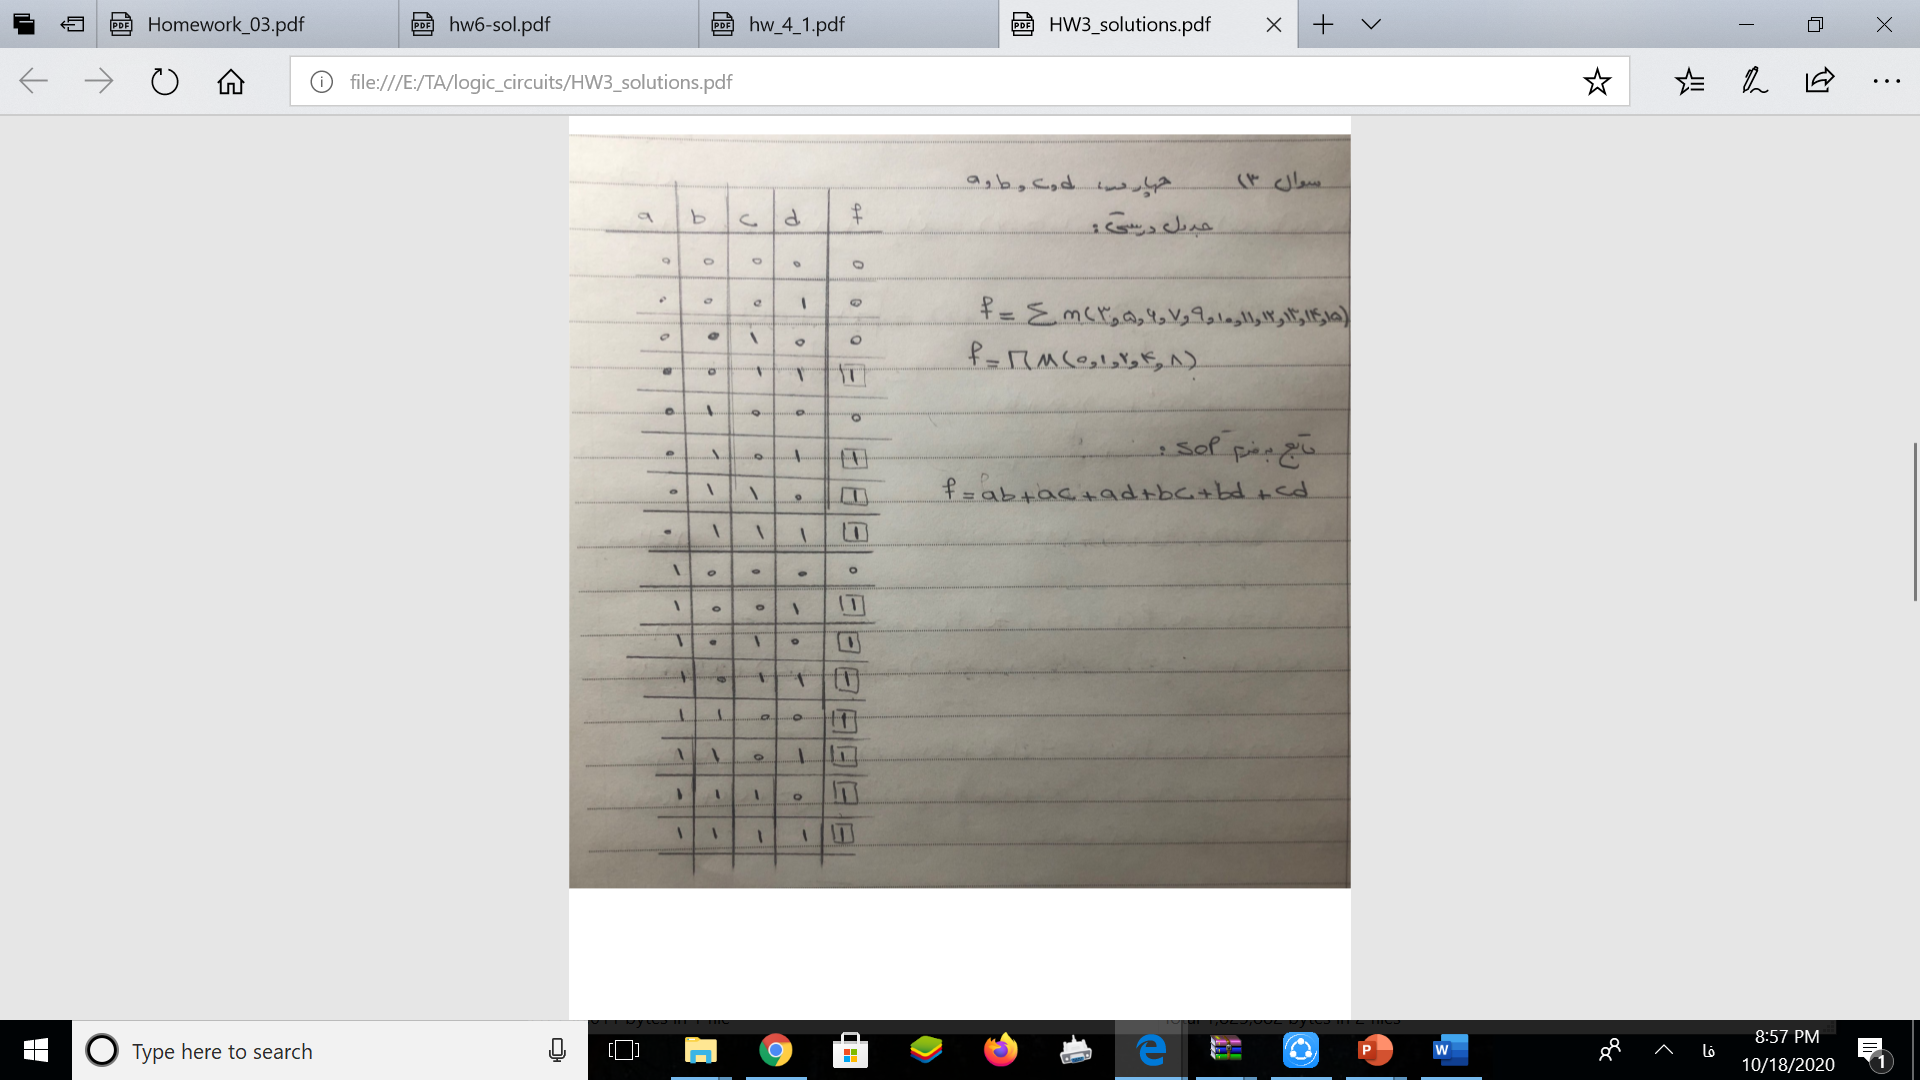 Homework_03.pdf
hw6-sol.pdf
hw_4_1.pdf
HW3_solutions.pdf
file:///E:/TA/logic_circuits/HW3_solutions.pdf
سوال ۳)
a, b, c, d
جدول درستی :
a b c d f
۰ ۰ ۰ ۰ ۰
۰ ۰ ۰ ۱ ۰
۰ ۰ ۱ ۰ ۰
۰ ۰ ۱ ۱ ۱
۰ ۱ ۰ ۰ ۰
۰ ۱ ۰ ۱ ۱
۰ ۱ ۱ ۰ ۱
۰ ۱ ۱ ۱ ۱
۱ ۰ ۰ ۰ ۰
۱ ۰ ۰ ۱ ۱
۱ ۰ ۱ ۰ ۱
۱ ۰ ۱ ۱ ۱
۱ ۱ ۰ ۰ ۱
۱ ۱ ۰ ۱ ۱
۱ ۱ ۱ ۰ ۱
۱ ۱ ۱ ۱ ۱
f = Σ m(۳,۵,۶,۷,۹,۱۰,۱۱,۱۲,۱۳,۱۴,۱۵)
f = Π M(۰,۱,۲,۴,۸)
تابع به فرم SOP :
f = ab + ac + ad + bc + bd + cd
Type here to search
فا
8:57 PM
10/18/2020
1